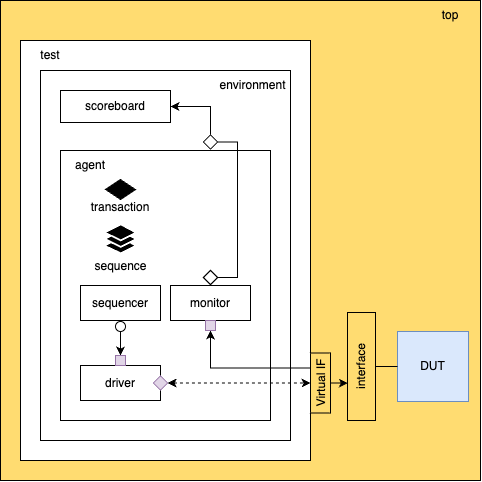 top
test
environment
scoreboard
agent
transaction
sequence
sequencer
monitor
driver
Virtual IF
interface
DUT